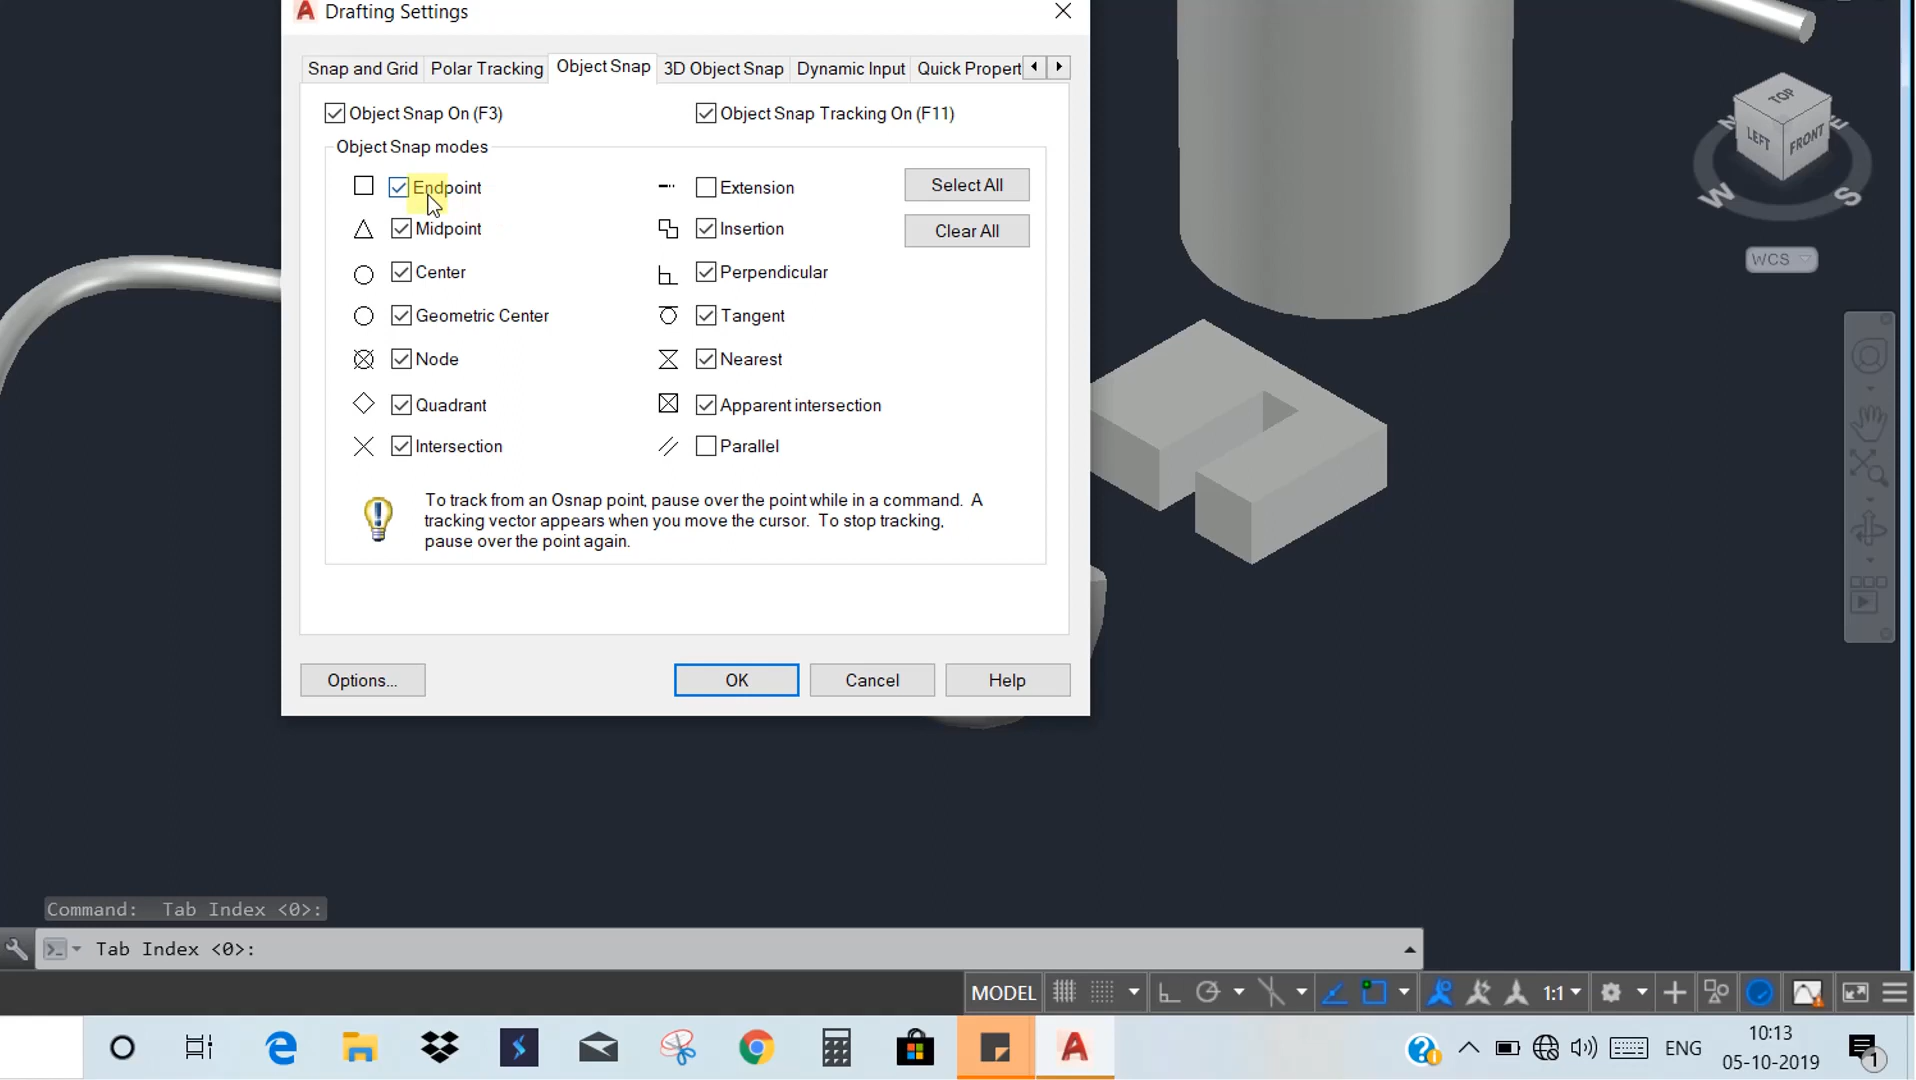 Drafting Settings
Snap and Grid Polar Tracking Object Snap 3D Object Snap Dynamic Input Quick Propert
Object Snap On (F3) Object Snap Tracking On (F11)
Object Snap modes
Endpoint Extension Select All
Midpoint Insertion Clear All
Center Perpendicular
Geometric Center Tangent
Node Nearest
Quadrant Apparent intersection
Intersection Parallel
To track from an Osnap point, pause over the point while in a command. A
tracking vector appears when you move the cursor. To stop tracking,
pause over the point again.
Options... OK Cancel Help
TOP
LEFT FRONT
N E
W S
WCS
Command: Tab Index <0>:
Tab Index <0>:
MODEL 1:1
ENG 10:13
05-10-2019
1